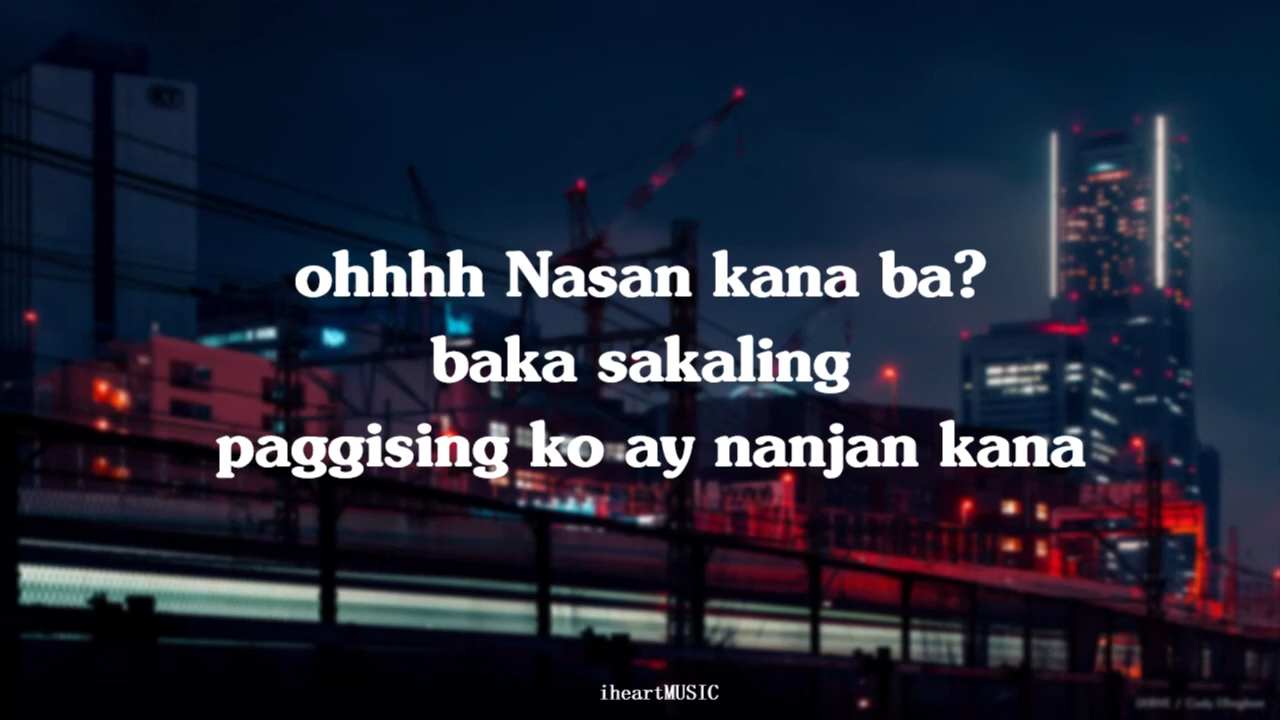 ohhhh Nasan kana ba?
baka sakaling
paggising ko ay nanjan kana
iheartMUSIC